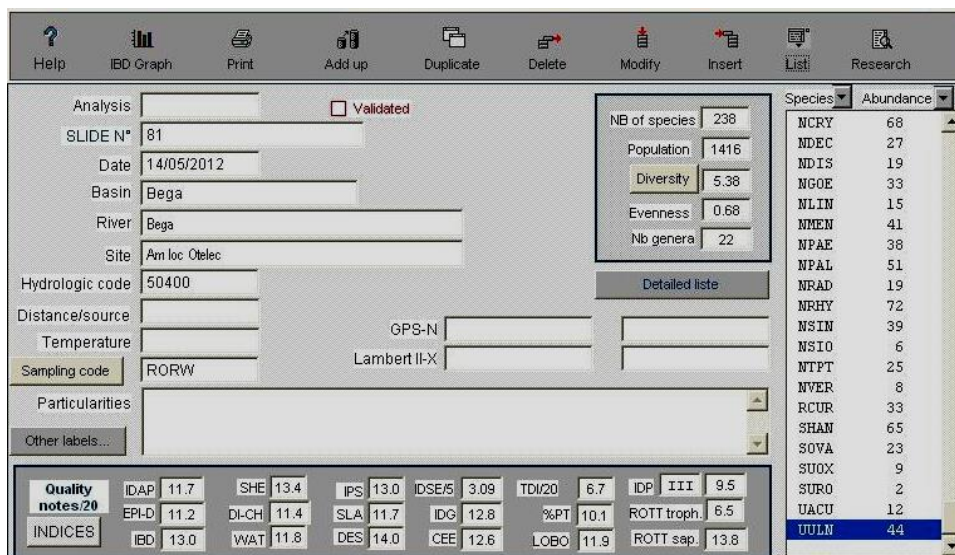 Help IBD Graph Print Add up Duplicate Delete Modify Insert List Research
Analysis
Validated
SLIDE N° 81
Date 14/05/2012
Basin Bega
River Bega
Site Am loc Otelec
Hydrologic code 50400
Distance/source
Temperature
Sampling code RORW
GPS-N
Lambert II-X
Particularities
Other labels...
NB of species 238
Population 1416
Diversity 5.38
Evenness 0.68
Nb genera 22
Detailed liste
Species Abundance
NCRY 68
NDEC 27
NDIS 19
NGOE 33
NLIN 15
NMEN 41
NPAE 38
NPAL 51
NRAD 19
NRHY 72
NSIN 39
NSIO 6
NTPT 25
NVER 8
RCUR 33
SHAN 65
SOVA 23
SUOX 9
SURO 2
UACU 12
UULN 44
Quality notes/20
INDICES
IDAP 11.7 SHE 13.4 IPS 13.0 IDSE/5 3.09 TDI/20 6.7 IDP III 9.5
EPI-D 11.2 DI-CH 11.4 SLA 11.7 IDG 12.8 %PT 10.1 ROTT troph. 6.5
IBD 13.0 WAT 11.8 DES 14.0 CEE 12.6 LOBO 11.9 ROTT sap. 13.8